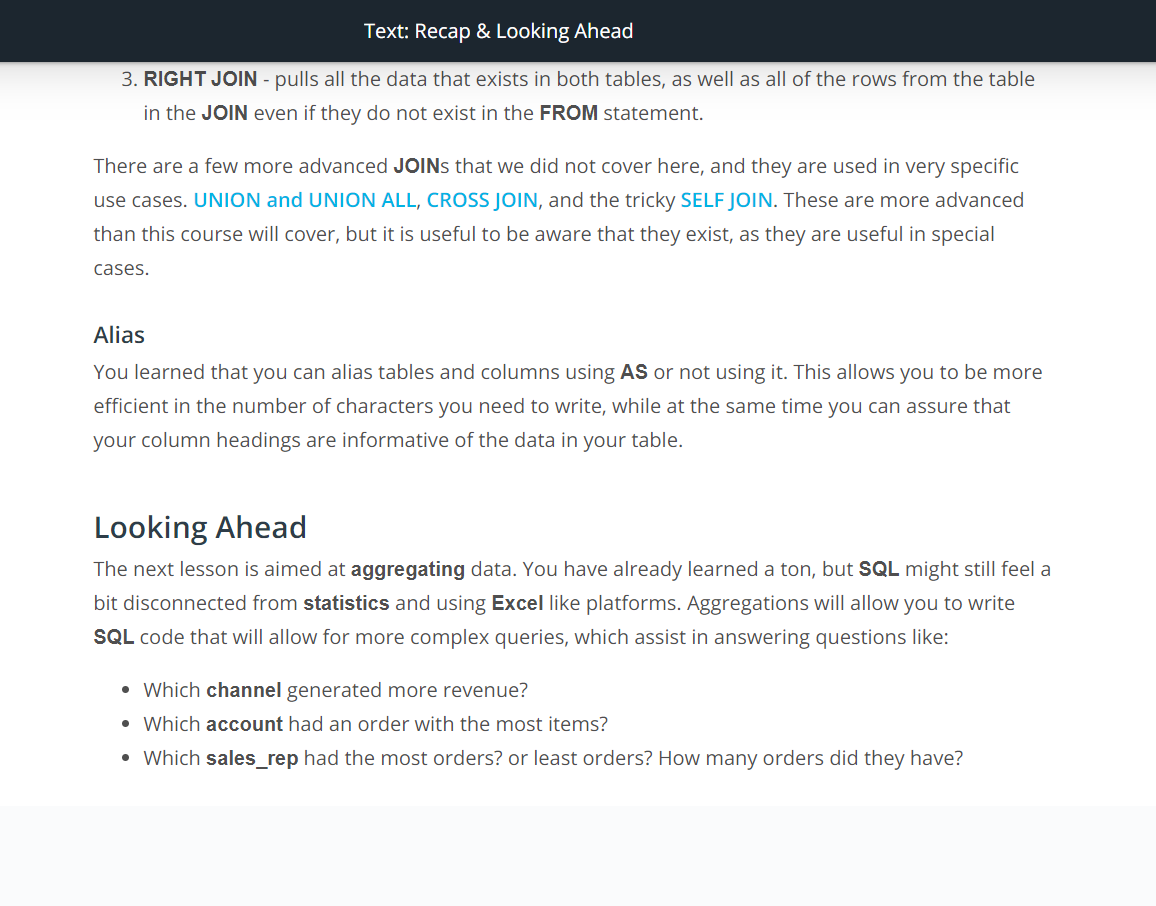 Text: Recap & Looking Ahead
3. RIGHT JOIN - pulls all the data that exists in both tables, as well as all of the rows from the table
in the JOIN even if they do not exist in the FROM statement.
There are a few more advanced JOINs that we did not cover here, and they are used in very specific
use cases. UNION and UNION ALL, CROSS JOIN, and the tricky SELF JOIN. These are more advanced
than this course will cover, but it is useful to be aware that they exist, as they are useful in special
cases.
Alias
You learned that you can alias tables and columns using AS or not using it. This allows you to be more
efficient in the number of characters you need to write, while at the same time you can assure that
your column headings are informative of the data in your table.
Looking Ahead
The next lesson is aimed at aggregating data. You have already learned a ton, but SQL might still feel a
bit disconnected from statistics and using Excel like platforms. Aggregations will allow you to write
SQL code that will allow for more complex queries, which assist in answering questions like:
• Which channel generated more revenue?
• Which account had an order with the most items?
• Which sales_rep had the most orders? or least orders? How many orders did they have?